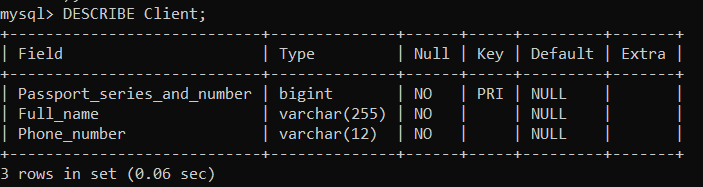 mysql> DESCRIBE Client;
+---------------------------+--------------+------+-----+---------+-------+
| Field                     | Type         | Null | Key | Default | Extra |
+---------------------------+--------------+------+-----+---------+-------+
| Passport_series_and_number | bigint       | NO   | PRI | NULL    |       |
| Full_name                 | varchar(255) | NO   |     | NULL    |       |
| Phone_number              | varchar(12)  | NO   |     | NULL    |       |
+---------------------------+--------------+------+-----+---------+-------+
3 rows in set (0.06 sec)